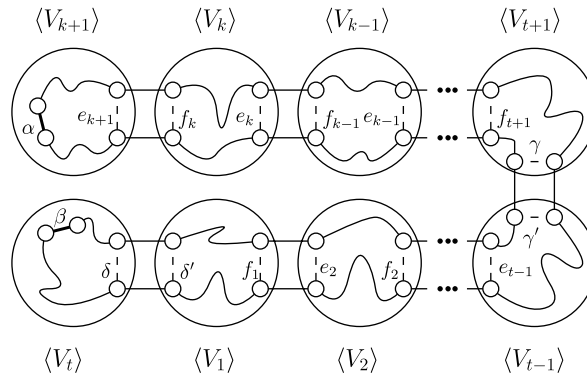 ⟨V_{k+1}⟩ ⟨V_k⟩ ⟨V_{k−1}⟩ ⟨V_{t+1}⟩
α e_{k+1} f_k e_k f_{k−1} e_{k−1} ••• f_{t+1}
••• γ
β γ′
δ δ′ f_1 e_2 f_2 ••• e_{t−1}
•••
⟨V_t⟩ ⟨V_1⟩ ⟨V_2⟩ ⟨V_{t−1}⟩